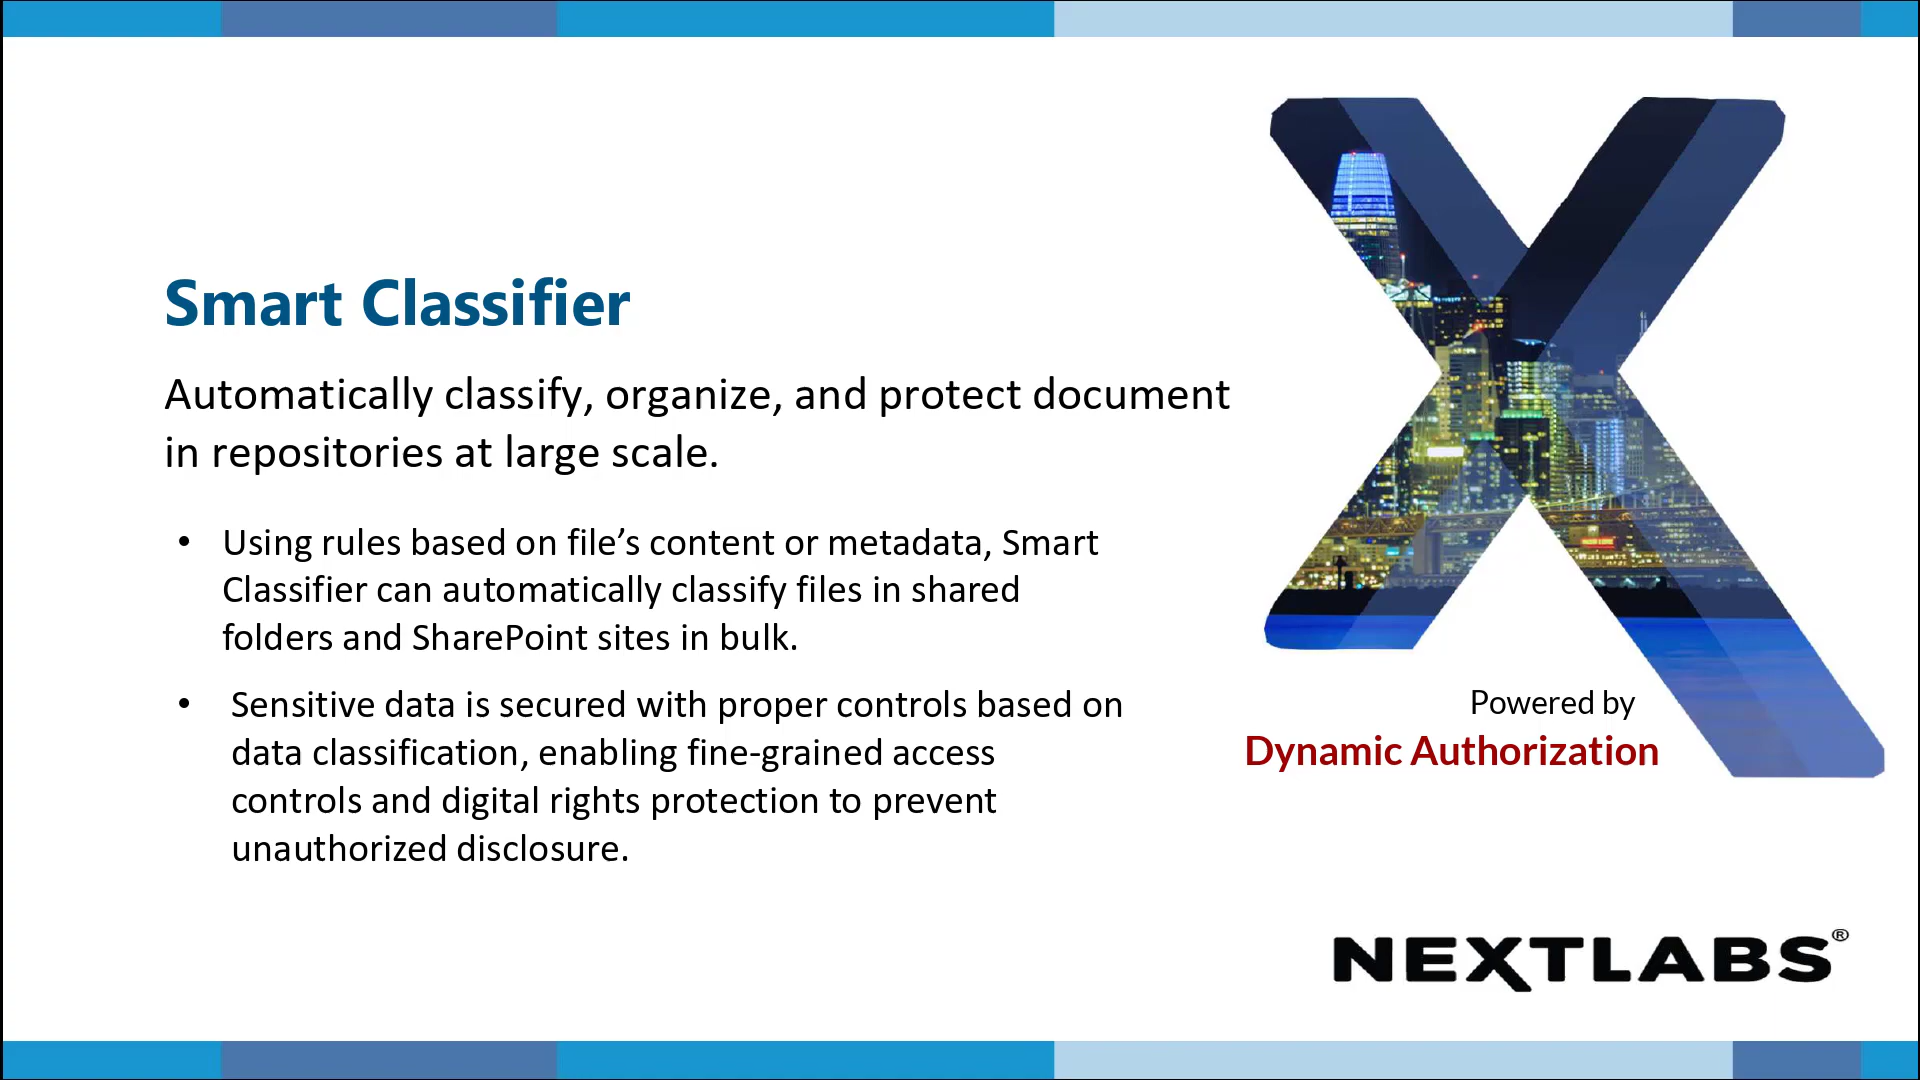 Smart Classifier
Automatically classify, organize, and protect document
in repositories at large scale.
• Using rules based on file’s content or metadata, Smart
Classifier can automatically classify files in shared
folders and SharePoint sites in bulk.
• Sensitive data is secured with proper controls based on
data classification, enabling fine-grained access
controls and digital rights protection to prevent
unauthorized disclosure.
Powered by
Dynamic Authorization
NEXTLABS®